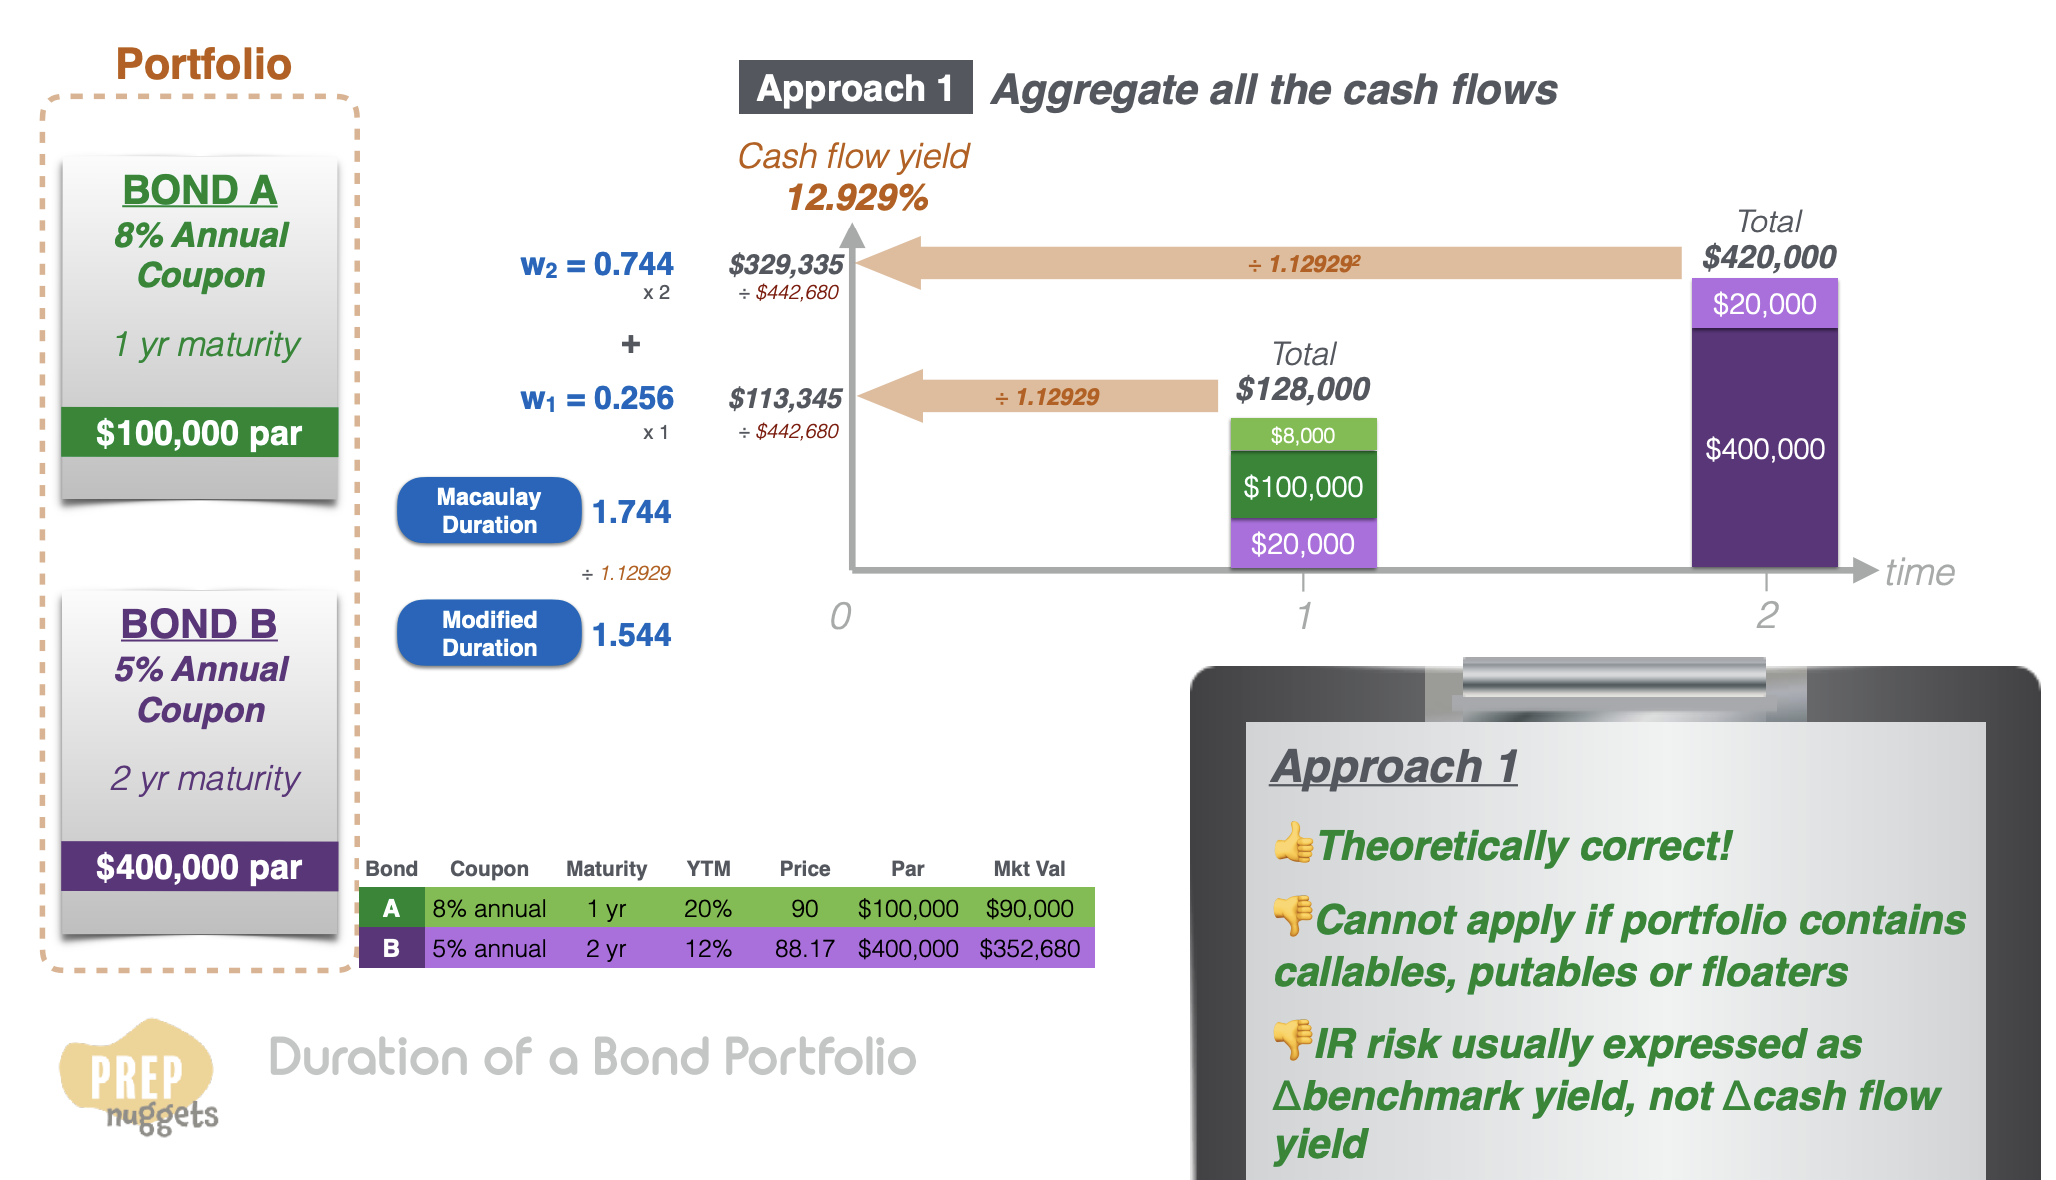 Portfolio
BOND A
8% Annual
Coupon
1 yr maturity
$100,000 par
BOND B
5% Annual
Coupon
2 yr maturity
$400,000 par
Approach 1 Aggregate all the cash flows
Cash flow yield
12.929%
w₂ = 0.744
x 2
$329,335
÷ $442,680
÷ 1.12929²
Total
$420,000
$20,000
$400,000
+
w₁ = 0.256
x 1
$113,345
÷ $442,680
÷ 1.12929
Total
$128,000
$8,000
$100,000
$20,000
time
0
1
2
Macaulay
Duration
1.744
÷ 1.12929
Modified
Duration
1.544
Bond Coupon Maturity YTM Price Par Mkt Val
A 8% annual 1 yr 20% 90 $100,000 $90,000
B 5% annual 2 yr 12% 88.17 $400,000 $352,680
Approach 1
👍Theoretically correct!
👎Cannot apply if portfolio contains
callables, putables or floaters
👎IR risk usually expressed as
Δbenchmark yield, not Δcash flow
yield
PREP
nuggets
Duration of a Bond Portfolio